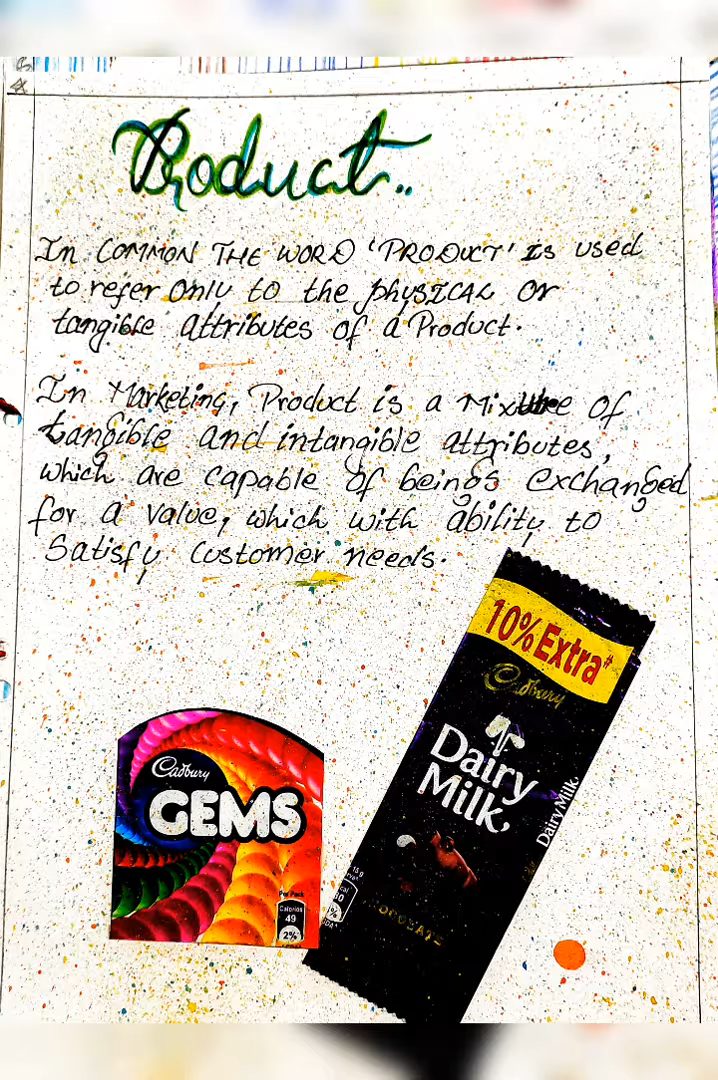 Product..
In COMMON THE WORD 'PRODUCT' Is used
to refer only to the physICAL Or
tangible attributes of a Product.
In Marketing, Product is a Mixture of
tangible and intangible attributes,
which are capable of beings exchanged
for a value, which with ability to
Satisfy Customer needs.
10% Extra#
Cadbury
Dairy
Milk
Dairy Milk
CHOCOLATE
Cadbury
GEMS
Per Pack
Calories
49
2%